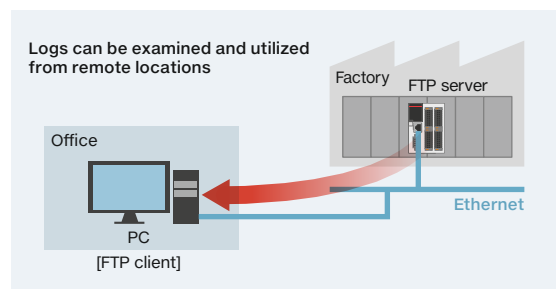 Logs can be examined and utilized
from remote locations
Factory
FTP server
Office
Ethernet
PC
[FTP client]